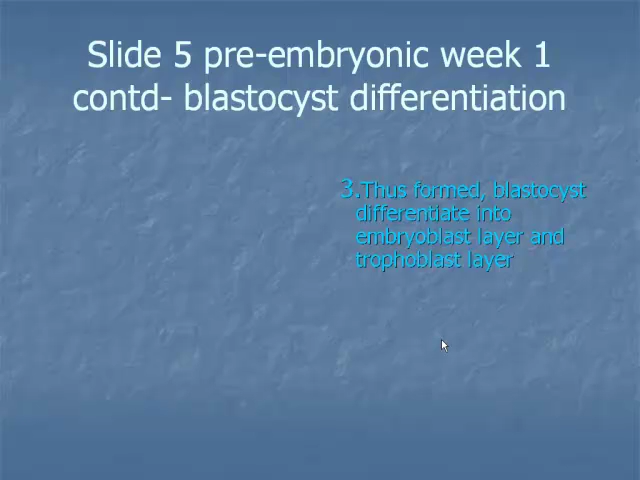 Slide 5 pre-embryonic week 1
contd- blastocyst differentiation
3.Thus formed, blastocyst
differentiate into
embryoblast layer and
trophoblast layer